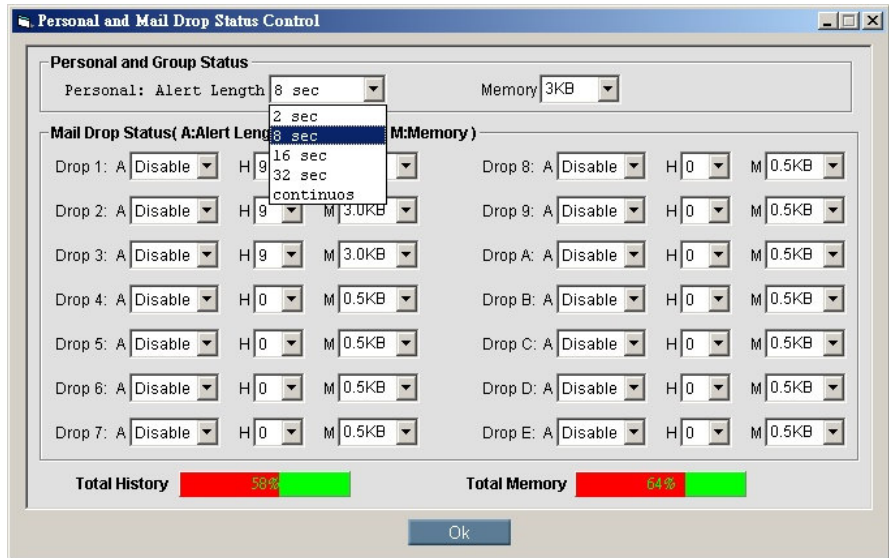 Personal and Mail Drop Status Control
Personal and Group Status
Personal: Alert Length 8 sec Memory 3KB
2 sec
8 sec
16 sec
32 sec
continuos
Mail Drop Status( A:Alert Leng M:Memory )
Drop 1: A Disable H 9 Drop 8: A Disable H 0 M 0.5KB
Drop 2: A Disable H 9 M 3.0KB Drop 9: A Disable H 0 M 0.5KB
Drop 3: A Disable H 9 M 3.0KB Drop A: A Disable H 0 M 0.5KB
Drop 4: A Disable H 0 M 0.5KB Drop B: A Disable H 0 M 0.5KB
Drop 5: A Disable H 0 M 0.5KB Drop C: A Disable H 0 M 0.5KB
Drop 6: A Disable H 0 M 0.5KB Drop D: A Disable H 0 M 0.5KB
Drop 7: A Disable H 0 M 0.5KB Drop E: A Disable H 0 M 0.5KB
Total History 58% Total Memory 64%
Ok